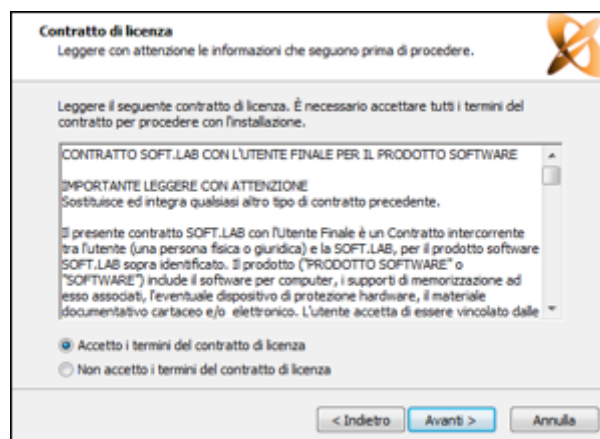 Contratto di licenza
Leggere con attenzione le informazioni che seguono prima di procedere.
Leggere il seguente contratto di licenza. È necessario accettare tutti i termini del
contratto per procedere con l'installazione.
CONTRATTO SOFT.LAB CON L'UTENTE FINALE PER IL PRODOTTO SOFTWARE
IMPORTANTE LEGGERE CON ATTENZIONE
Sostituisce ed integra qualsiasi altro tipo di contratto precedente.
Il presente contratto SOFT.LAB con l'Utente Finale è un Contratto intercorrente
tra l'utente (una persona fisica o giuridica) e la SOFT.LAB, per il prodotto software
SOFT.LAB sopra identificato. Il prodotto ("PRODOTTO SOFTWARE" o
"SOFTWARE") include il software per computer, i supporti di memorizzazione ad
esso associati, l'eventuale dispositivo di protezione hardware, il materiale
documentativo cartaceo e/o elettronico. L'utente accetta di essere vincolato dalle
Accetto i termini del contratto di licenza
Non accetto i termini del contratto di licenza
< Indietro
Avanti >
Annulla